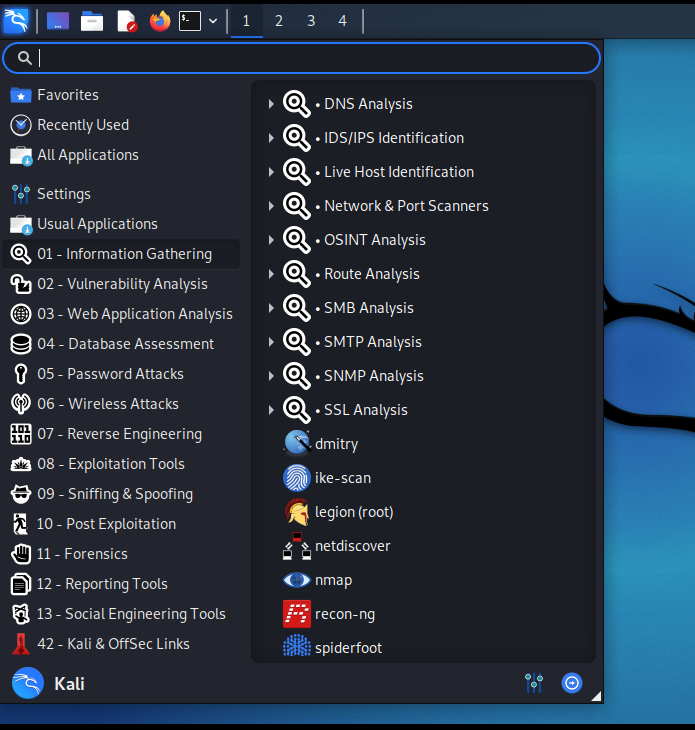 1 2 3 4
Favorites
Recently Used
All Applications
Settings
Usual Applications
01 - Information Gathering
02 - Vulnerability Analysis
03 - Web Application Analysis
04 - Database Assessment
05 - Password Attacks
06 - Wireless Attacks
07 - Reverse Engineering
08 - Exploitation Tools
09 - Sniffing & Spoofing
10 - Post Exploitation
11 - Forensics
12 - Reporting Tools
13 - Social Engineering Tools
42 - Kali & OffSec Links
• DNS Analysis
• IDS/IPS Identification
• Live Host Identification
• Network & Port Scanners
• OSINT Analysis
• Route Analysis
• SMB Analysis
• SMTP Analysis
• SNMP Analysis
• SSL Analysis
dmitry
ike-scan
legion (root)
netdiscover
nmap
recon-ng
spiderfoot
Kali